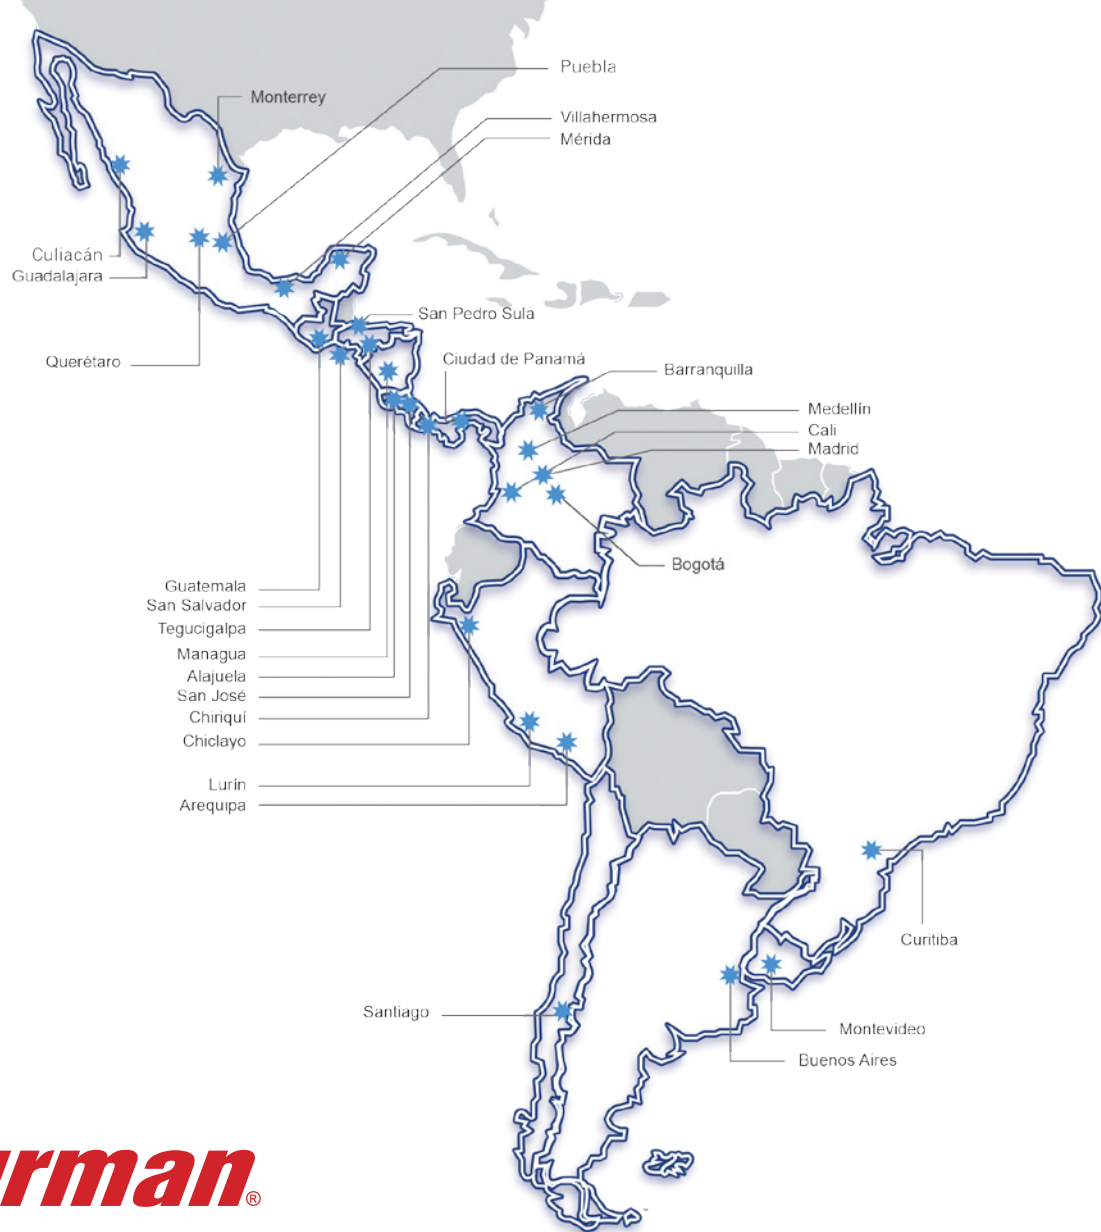 Puebla
Monterrey
Villahermosa
Mérida
Culiacán
Guadalajara
San Pedro Sula
Querétaro
Ciudad de Panamá
Barranquilla
Medellín
Cali
Madrid
Bogotá
Guatemala
San Salvador
Tegucigalpa
Managua
Alajuela
San José
Chiriquí
Chiclayo
Lurín
Arequipa
Curitiba
Santiago
Montevideo
Buenos Aires
urman®